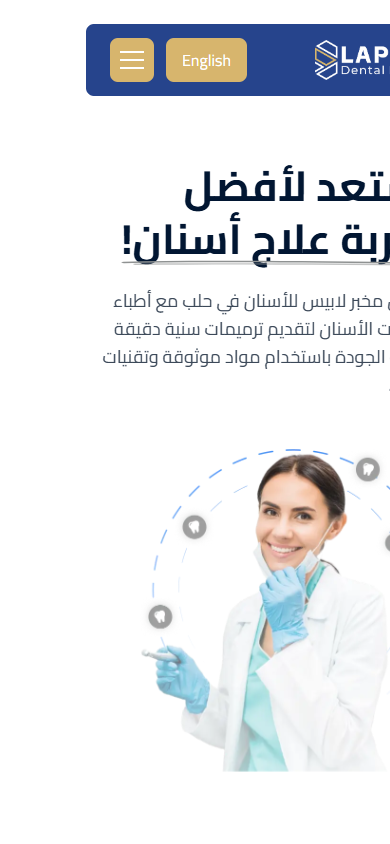 English
LAP
Dental
تعد لأفضل
ربة علاج أسنان!
مخبر لابيس للأسنان في حلب مع أطباء
الأسنان لتقديم ترميمات سنية دقيقة
الجودة باستخدام مواد موثوقة وتقنيات